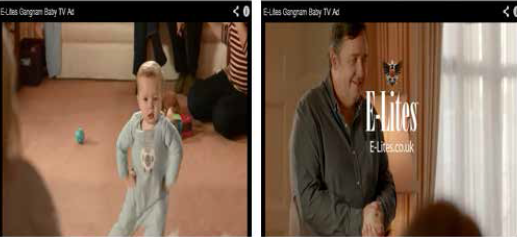 E-Lites Gangnam Baby TV Ad
E-Lites Gangnam Baby TV Ad
E-Lites
E-Lites.co.uk